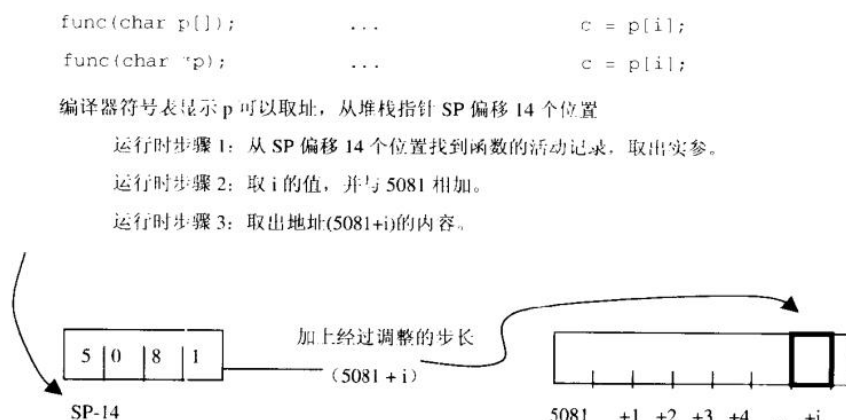 func(char p[]); ... c = p[i];
func(char *p); ... c = p[i];
编译器符号表显示 p 可以取址，从堆栈指针 SP 偏移 14 个位置
运行时步骤 1：从 SP 偏移 14 个位置找到函数的活动记录，取出实参。
运行时步骤 2：取 i 的值，并与 5081 相加。
运行时步骤 3：取出地址(5081+i)的内容。
加上经过调整的步长
5 0 8 1
（5081 + i）
SP-14 5081 +1 +2 +3 +4 ... +i